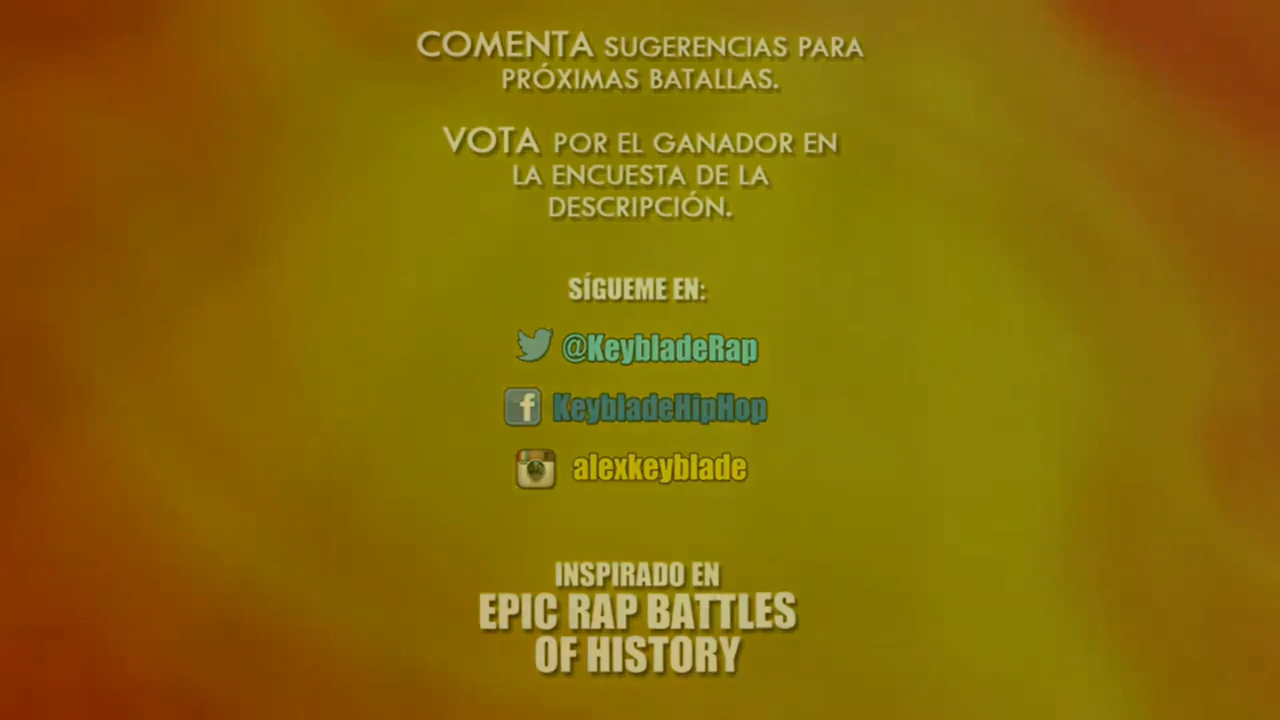 COMENTA SUGERENCIAS PARA
PRÓXIMAS BATALLAS.
VOTA POR EL GANADOR EN
LA ENCUESTA DE LA
DESCRIPCIÓN.
SÍGUEME EN:
@KeybladeRap
KeybladeHipHop
alexkeyblade
INSPIRADO EN
EPIC RAP BATTLES
OF HISTORY